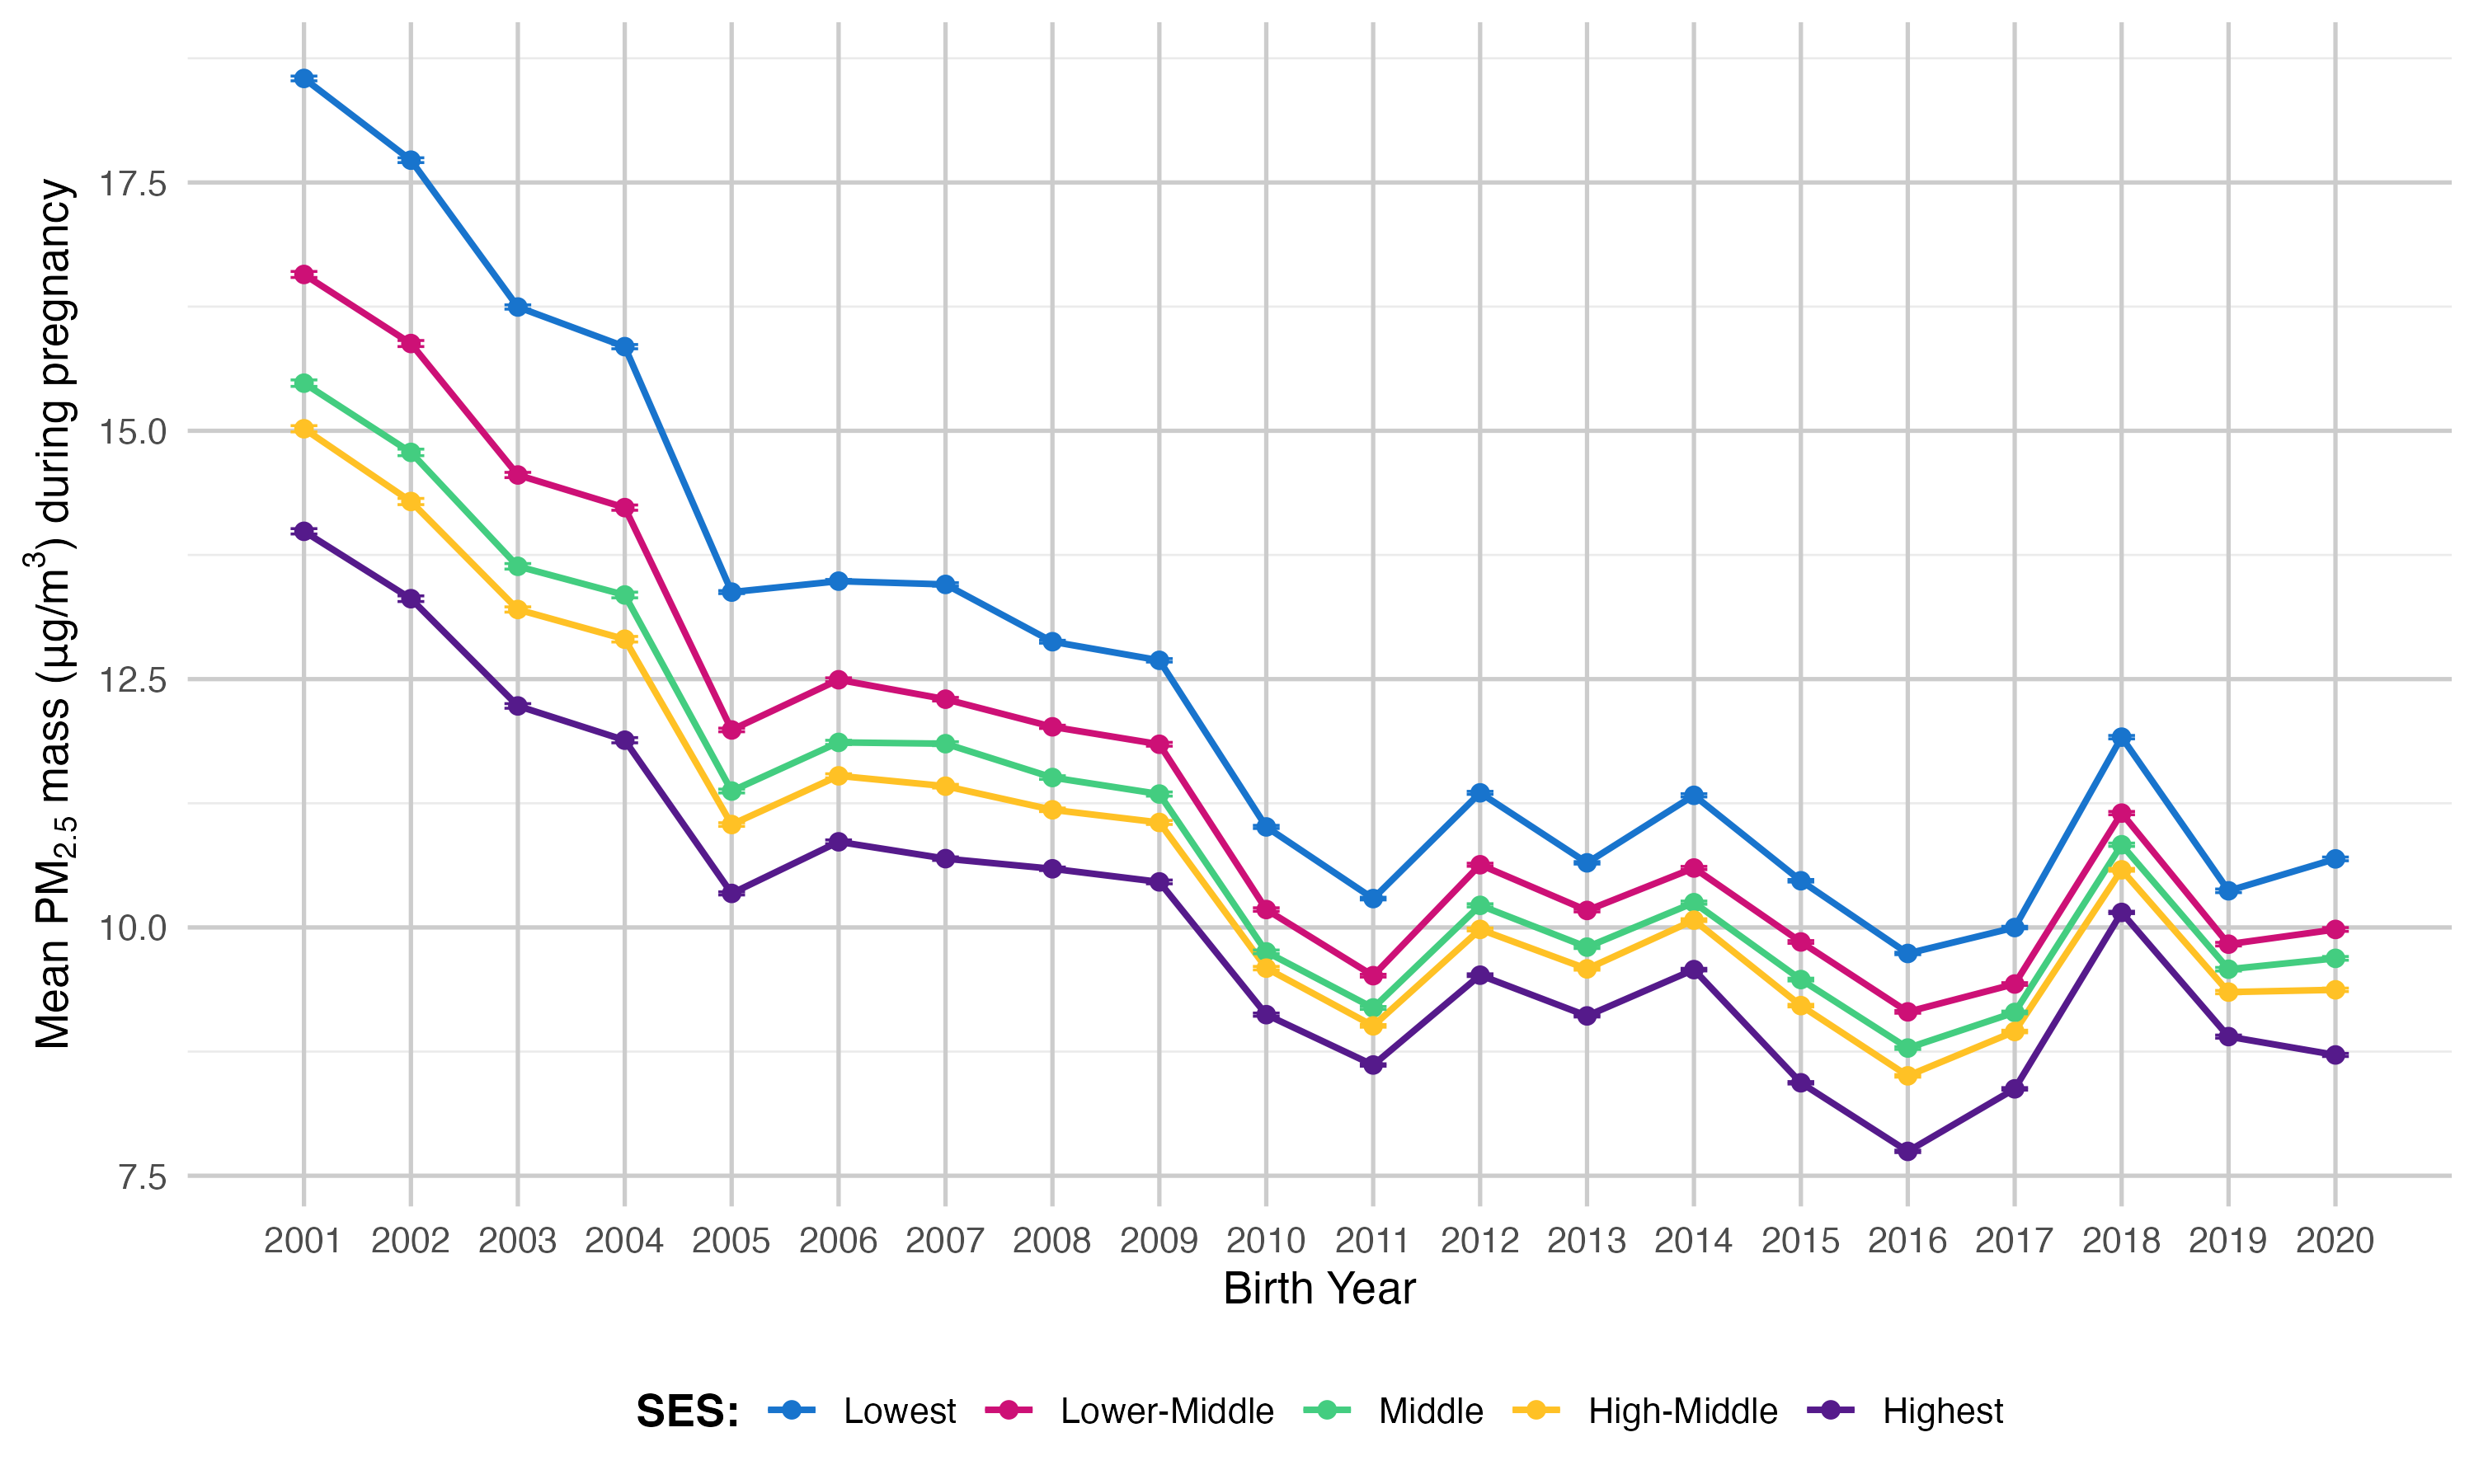 Mean PM2.5 mass (µg/m3) during pregnancy
17.5
15.0
12.5
10.0
7.5
2001 2002 2003 2004 2005 2006 2007 2008 2009 2010 2011 2012 2013 2014 2015 2016 2017 2018 2019 2020
Birth Year
SES: Lowest Lower-Middle Middle High-Middle Highest